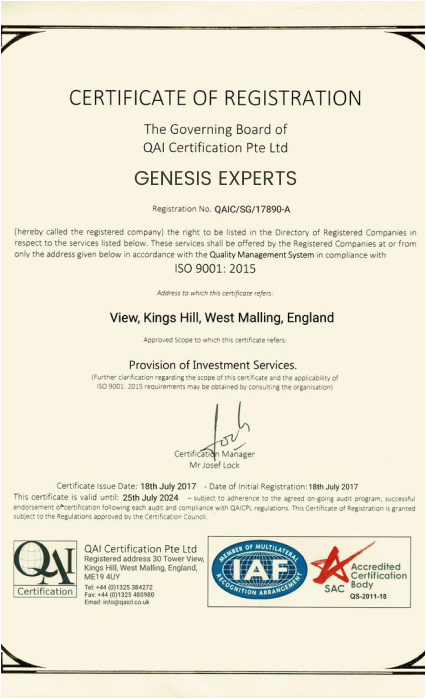 CERTIFICATE OF REGISTRATION
The Governing Board of
QAI Certification Pte Ltd
GENESIS EXPERTS
Registration No. QAIC/SG/17890-A
(hereby called the registered company) the right to be listed in the Directory of Registered Companies in
respect to the services listed below. These services shall be offered by the Registered Companies at or from
only the address given below in accordance with the Quality Management System in compliance with
ISO 9001: 2015
Address to which this certificate refers:
View, Kings Hill, West Malling, England
Approved Scope to which this certificate refers:
Provision of Investment Services.
(Further clarification regarding the scope of this certificate and the applicability of
ISO 9001: 2015 requirements may be obtained by consulting the organisation)
Certification Manager
Mr Josef Lock
Certificate Issue Date: 18th July 2017 - Date of Initial Registration: 18th July 2017
This certificate is valid until: 25th July 2024 – subject to adherence to the agreed on-going audit program, successful
endorsement of certification following each audit and compliance with QAICPL regulations. This Certificate of Registration is granted
subject to the Regulations approved by the Certification Council.
QAI
Certification
QAI Certification Pte Ltd
Registered address 30 Tower View,
Kings Hill, West Malling, England,
ME19 4UY
Tel: +44 (0)1325 384272
Fax: +44 (0)1325 480980
Email: info@qaicl.co.uk
MEMBER OF MULTILATERAL
IAF
RECOGNITION ARRANGEMENT
SAC
Accredited
Certification
Body
QS-2011-18